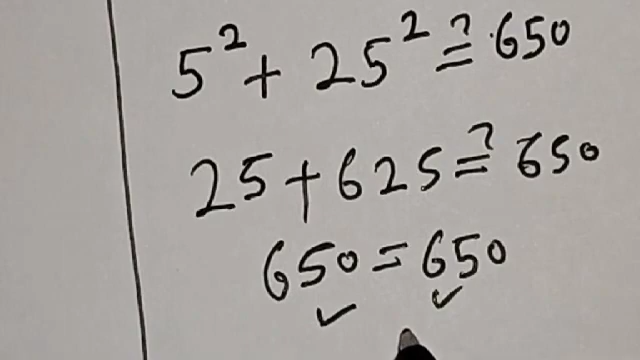 5² + 25² ≟ 650
25 + 625 ≟ 650
650 = 650
✓ ✓